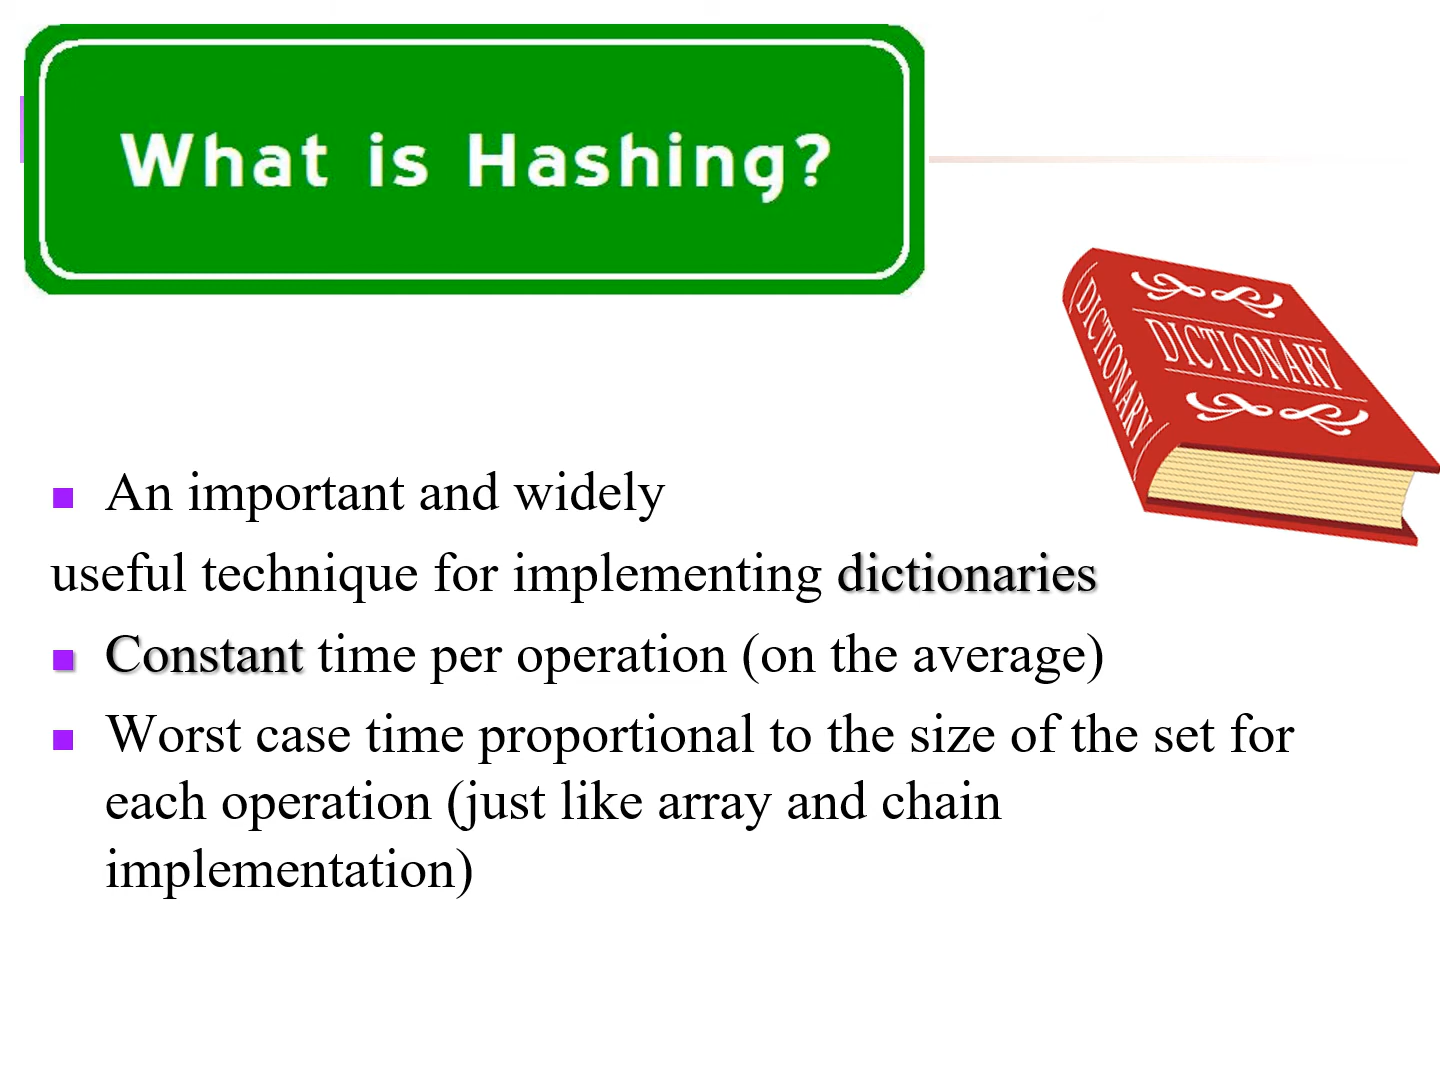 What is Hashing?
DICTIONARY
DICTIONARY
■ An important and widely
useful technique for implementing dictionaries
■ Constant time per operation (on the average)
■ Worst case time proportional to the size of the set for
each operation (just like array and chain
implementation)